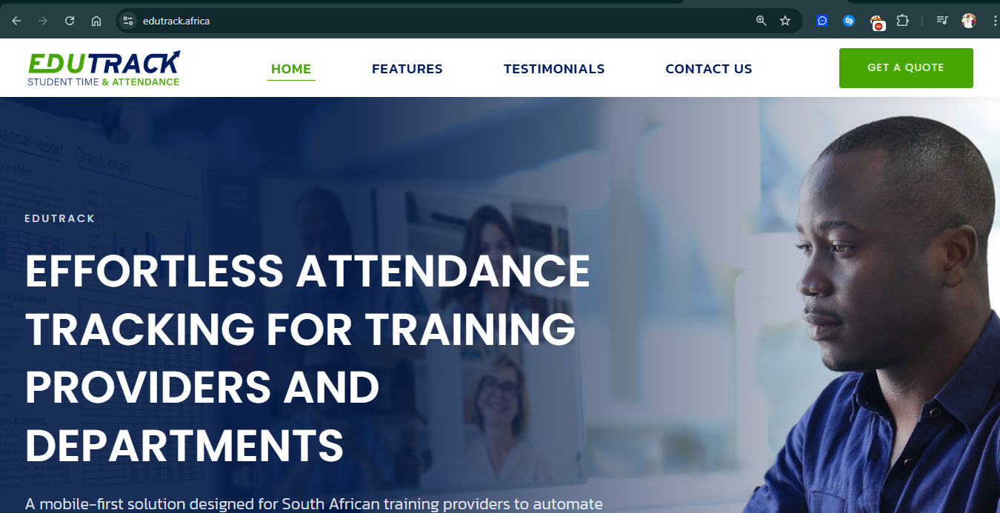 edutrack.africa
EDUTRACK
STUDENT TIME & ATTENDANCE
HOME
FEATURES
TESTIMONIALS
CONTACT US
GET A QUOTE
ancial report
Graph chart
EDUTRACK
EFFORTLESS ATTENDANCE
TRACKING FOR TRAINING
PROVIDERS AND
DEPARTMENTS
A mobile-first solution designed for South African training providers to automate